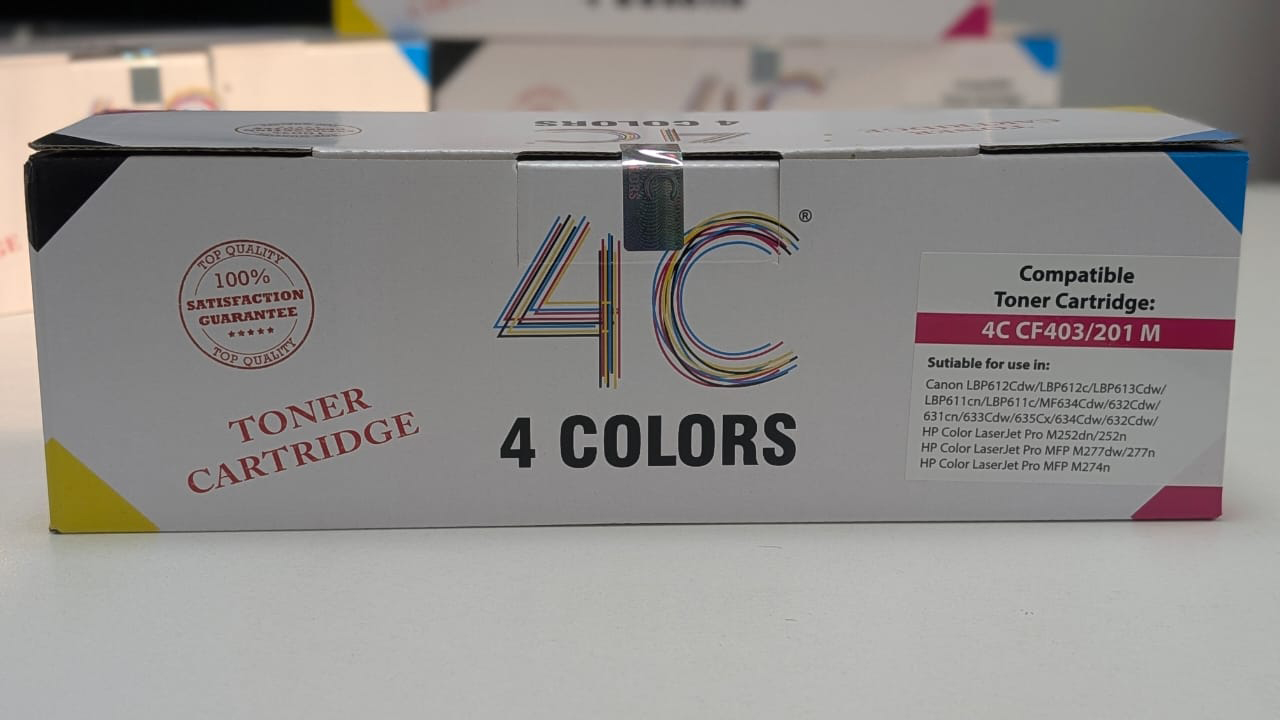 4 COLORS
4C
TOP QUALITY
100%
SATISFACTION
GUARANTEE
TOP QUALITY
TONER
CARTRIDGE
4C®
4 COLORS
Compatible
Toner Cartridge:
4C CF403/201 M
Sutiable for use in:
Canon LBP612Cdw/LBP612c/LBP613Cdw/
LBP611cn/LBP611c/MF634Cdw/632Cdw/
631cn/633Cdw/635Cx/634Cdw/632Cdw/
HP Color LaserJet Pro M252dn/252n
HP Color LaserJet Pro MFP M277dw/277n
HP Color LaserJet Pro MFP M274n